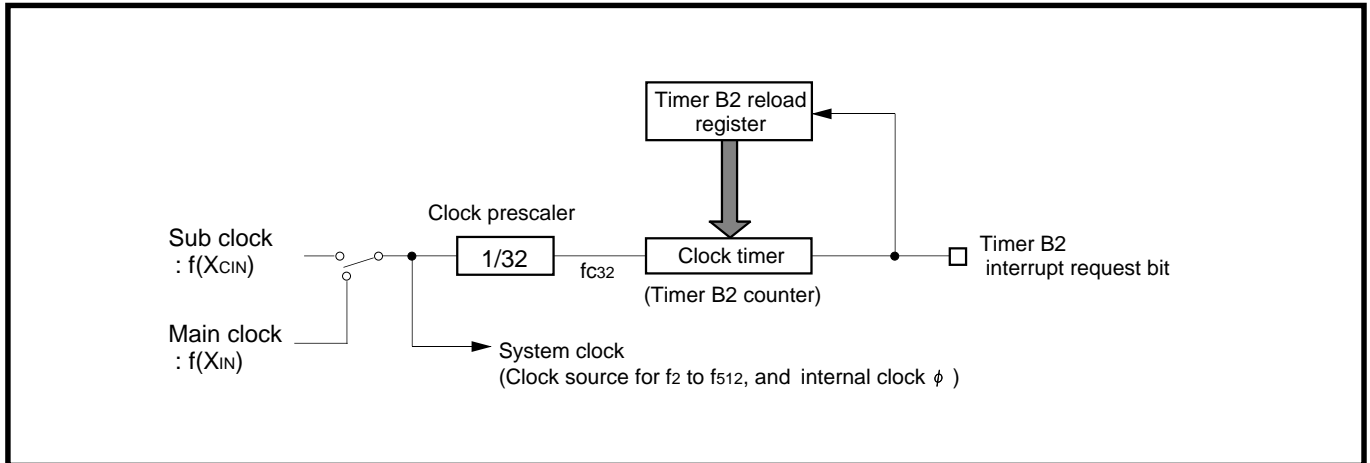 Timer B2 reload
register
Clock prescaler
Sub clock
: f(XCIN)
1/32
fC32
Clock timer
(Timer B2 counter)
Timer B2
interrupt request bit
Main clock
: f(XIN)
System clock
(Clock source for f2 to f512, and internal clock ϕ )